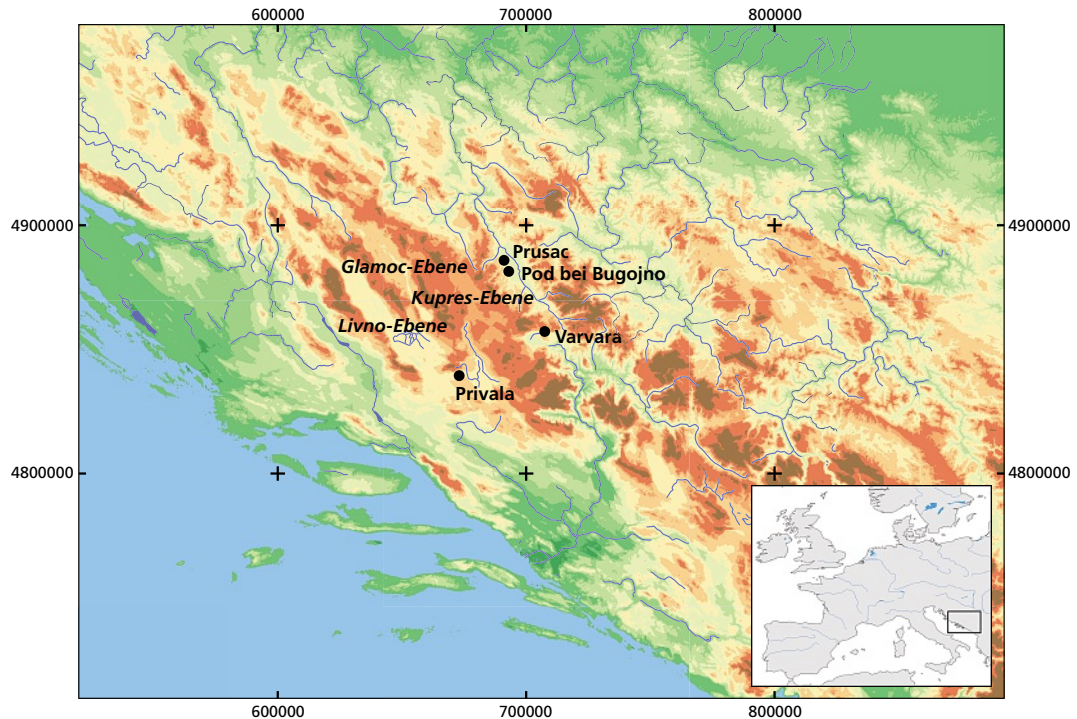 600000 700000 800000
4900000 4900000
Prusac
Glamoc-Ebene
Pod bei Bugojno
Kupres-Ebene
Livno-Ebene
Varvara
Privala
4800000 4800000
600000 700000 800000